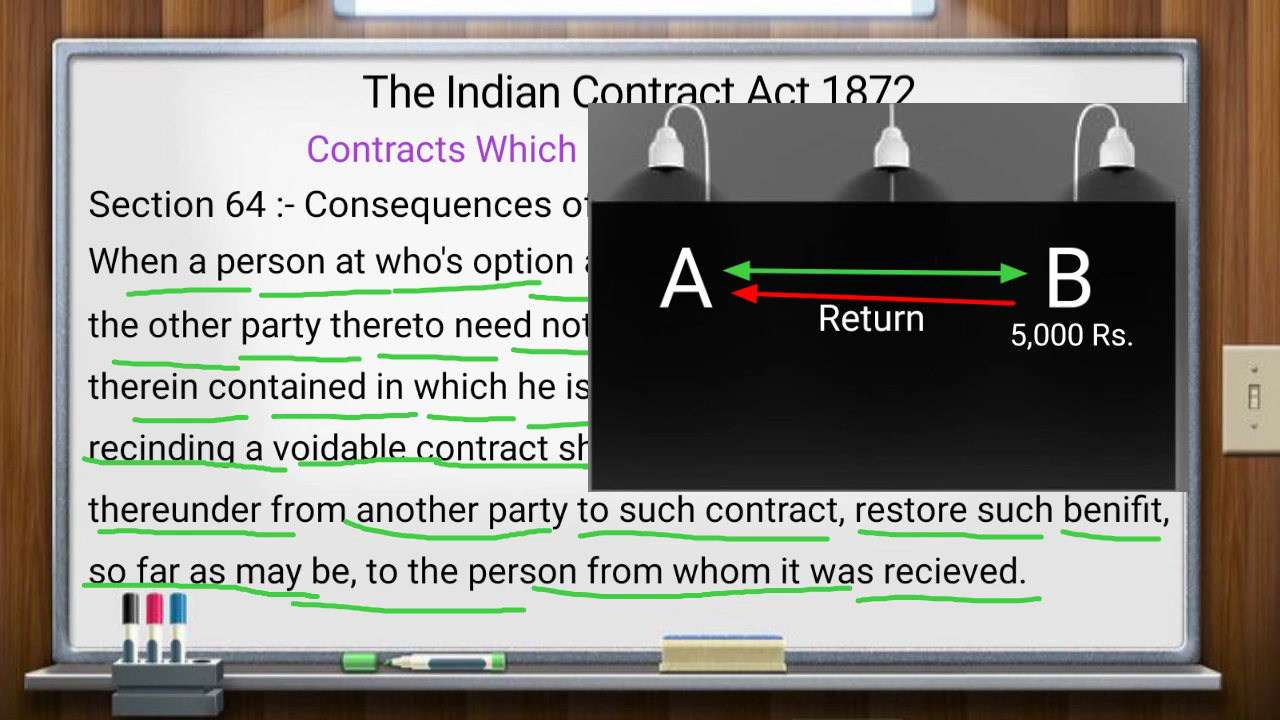 The Indian Contract Act 1872
Contracts Which
Section 64 :- Consequences of
When a person at who's option
the other party thereto need not
therein contained in which he is
recinding a voidable contract sh
thereunder from another party to such contract, restore such benifit,
so far as may be, to the person from whom it was recieved.
A B
Return
5,000 Rs.